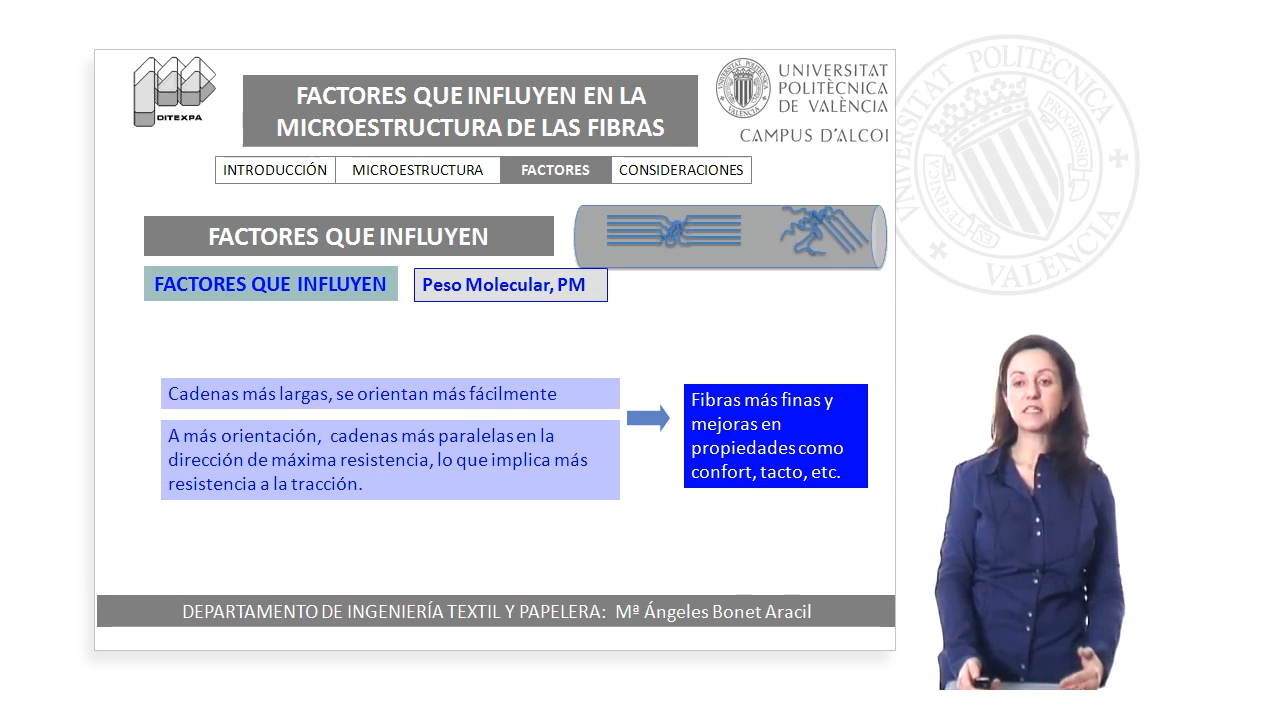 DITEXPA
FACTORES QUE INFLUYEN EN LA
MICROESTRUCTURA DE LAS FIBRAS
UNIVERSITAT
POLITÈCNICA
DE VALÈNCIA
CAMPUS D'ALCOI
INTRODUCCIÓN
MICROESTRUCTURA
FACTORES
CONSIDERACIONES
FACTORES QUE INFLUYEN
FACTORES QUE INFLUYEN
Peso Molecular, PM
Cadenas más largas, se orientan más fácilmente
A más orientación, cadenas más paralelas en la
dirección de máxima resistencia, lo que implica más
resistencia a la tracción.
Fibras más finas y
mejoras en
propiedades como
confort, tacto, etc.
DEPARTAMENTO DE INGENIERÍA TEXTIL Y PAPELERA: Mª Ángeles Bonet Aracil